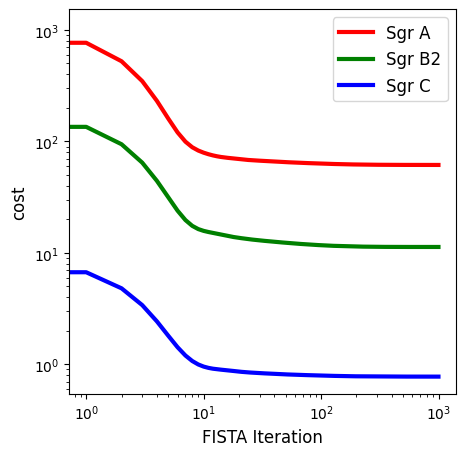 Sgr A
Sgr B2
Sgr C
10³
10²
10¹
10⁰
cost
10⁰ 10¹ 10² 10³
FISTA Iteration